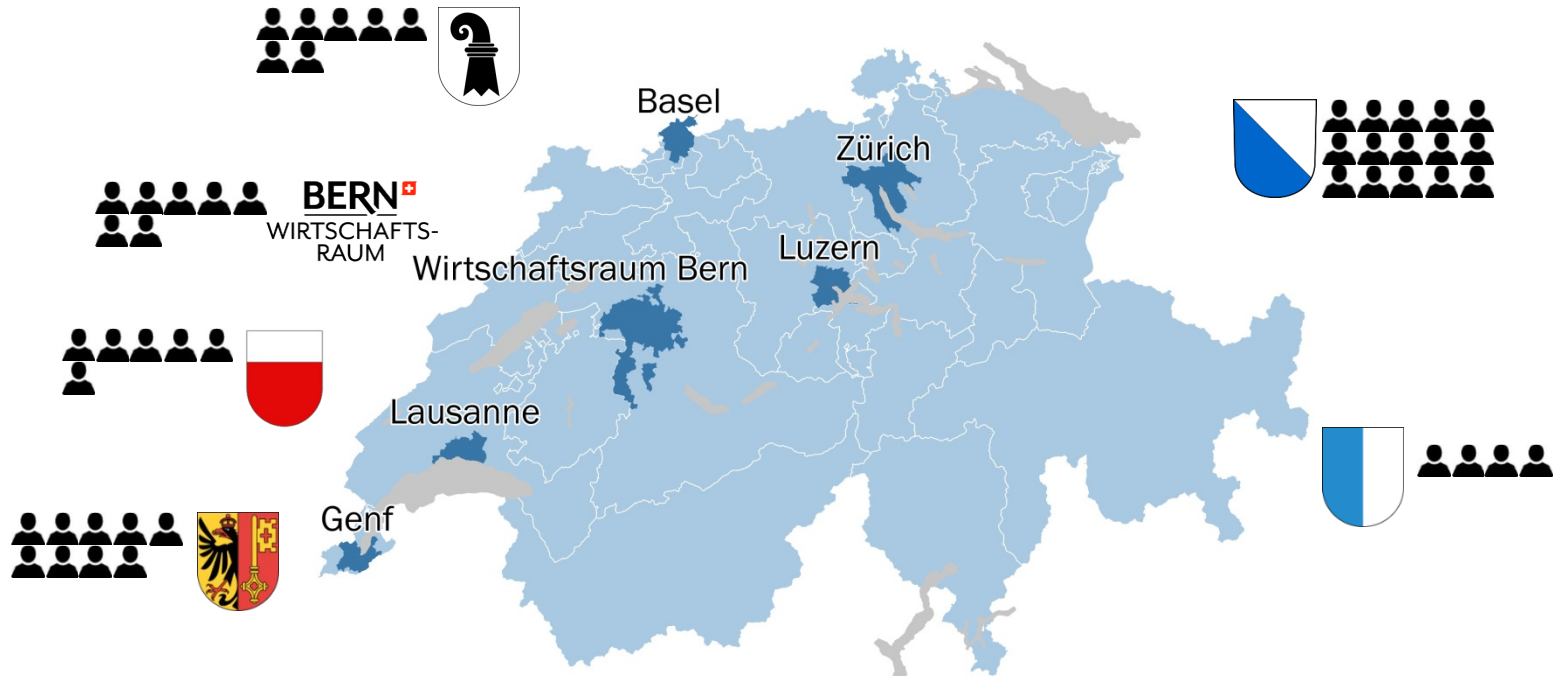 Basel
Zürich
BERN
WIRTSCHAFTS-
RAUM
Luzern
Wirtschaftsraum Bern
Lausanne
Genf